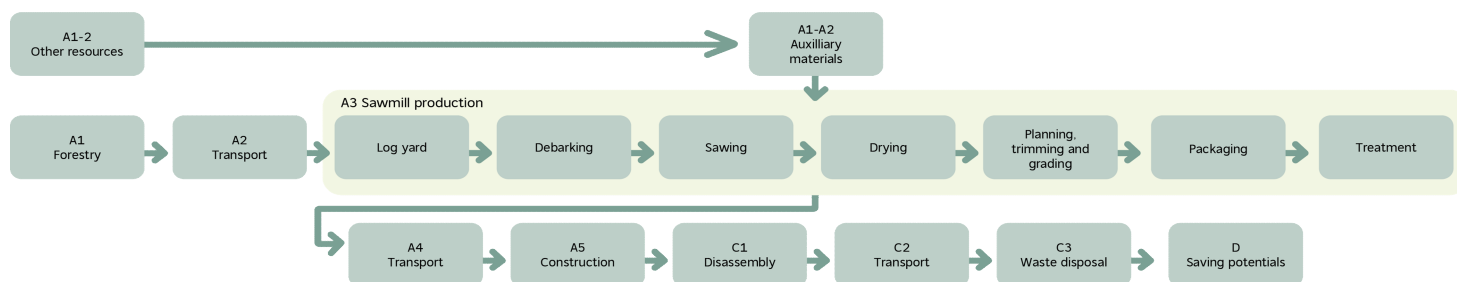 A1-2
Other resources
A1-A2
Auxilliary
materials
A3 Sawmill production
A1
Forestry
A2
Transport
Log yard
Debarking
Sawing
Drying
Planning,
trimming and
grading
Packaging
Treatment
A4
Transport
A5
Construction
C1
Disassembly
C2
Transport
C3
Waste disposal
D
Saving potentials